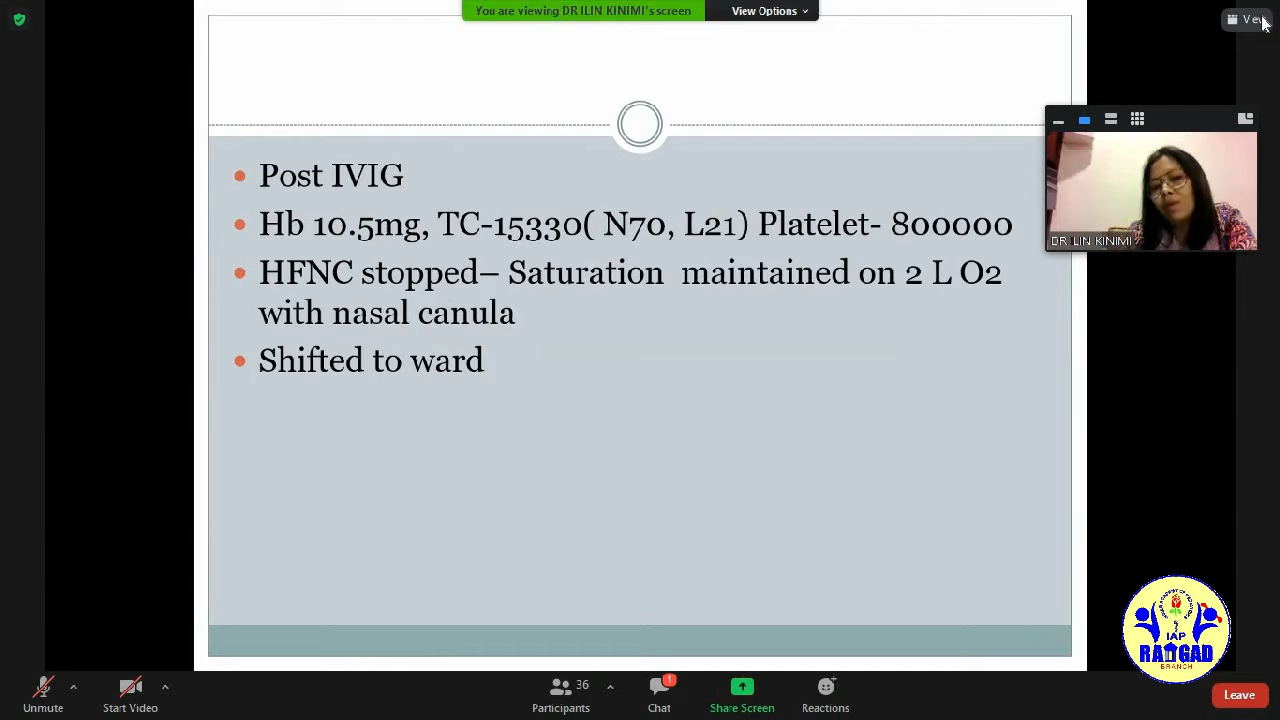 You are viewing DR ILIN KINIMI's screen
View Options
Post IVIG
Hb 10.5mg, TC-15330( N70, L21) Platelet- 800000
HFNC stopped– Saturation maintained on 2 L O2
with nasal canula
Shifted to ward
DR ILIN KINIMI
IAP
BRANCH
Unmute
Start Video
36
Participants
1
Chat
Share Screen
Reactions
Leave